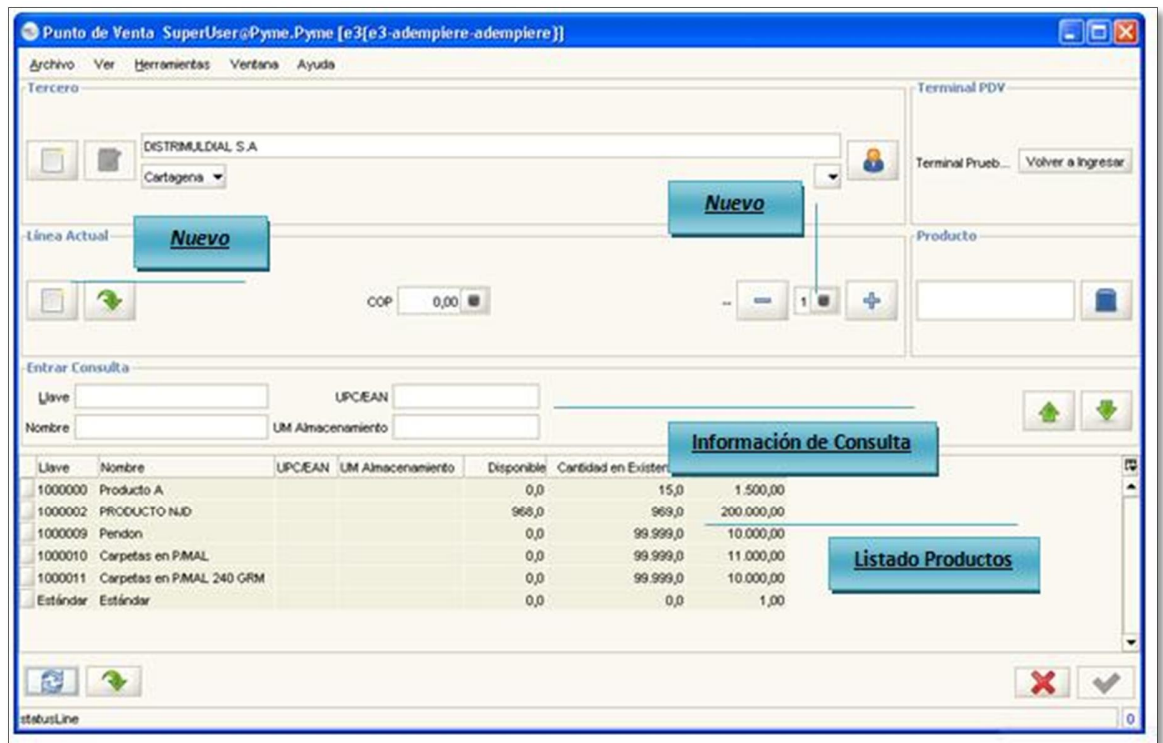 Punto de Venta SuperUser@Pyme.Pyme [e3{e3-adempiere-adempiere}]
Archivo Ver Herramientas Ventana Ayuda
Tercero
Terminal PDV
DISTRIMULDIAL S.A
Cartagena
Terminal Prueb... Volver a Ingresar
Nuevo
Línea Actual
Nuevo
Producto
COP 0,00
-- 1
Entrar Consulta
Llave
UPC/EAN
Nombre
UM Almacenamiento
Información de Consulta
Llave Nombre UPC/EAN UM Almacenamiento Disponible Cantidad en
1000000 Producto A 0,0 15,0 1.500,00
1000002 PRODUCTO NJD 968,0 969,0 200.000,00
1000009 Pendon 0,0 99.999,0 10.000,00
1000010 Carpetas en P/MAL 0,0 99.999,0 11.000,00
1000011 Carpetas en P/MAL 240 GRM 0,0 99.999,0 10.000,00
Estándar Estándar 0,0 0,0 1,00
Listado Productos
statusLine 0